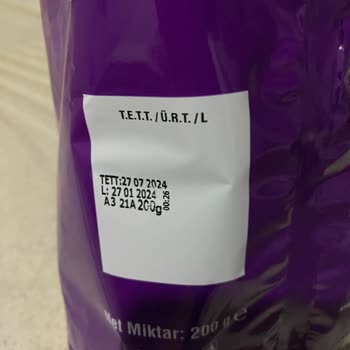 T.E.T.T./Ü.R.T./L
TETT:27 07 2024
L: 27 01 2024 00:26
A3 21A 200g
Net Miktar: 200 g e